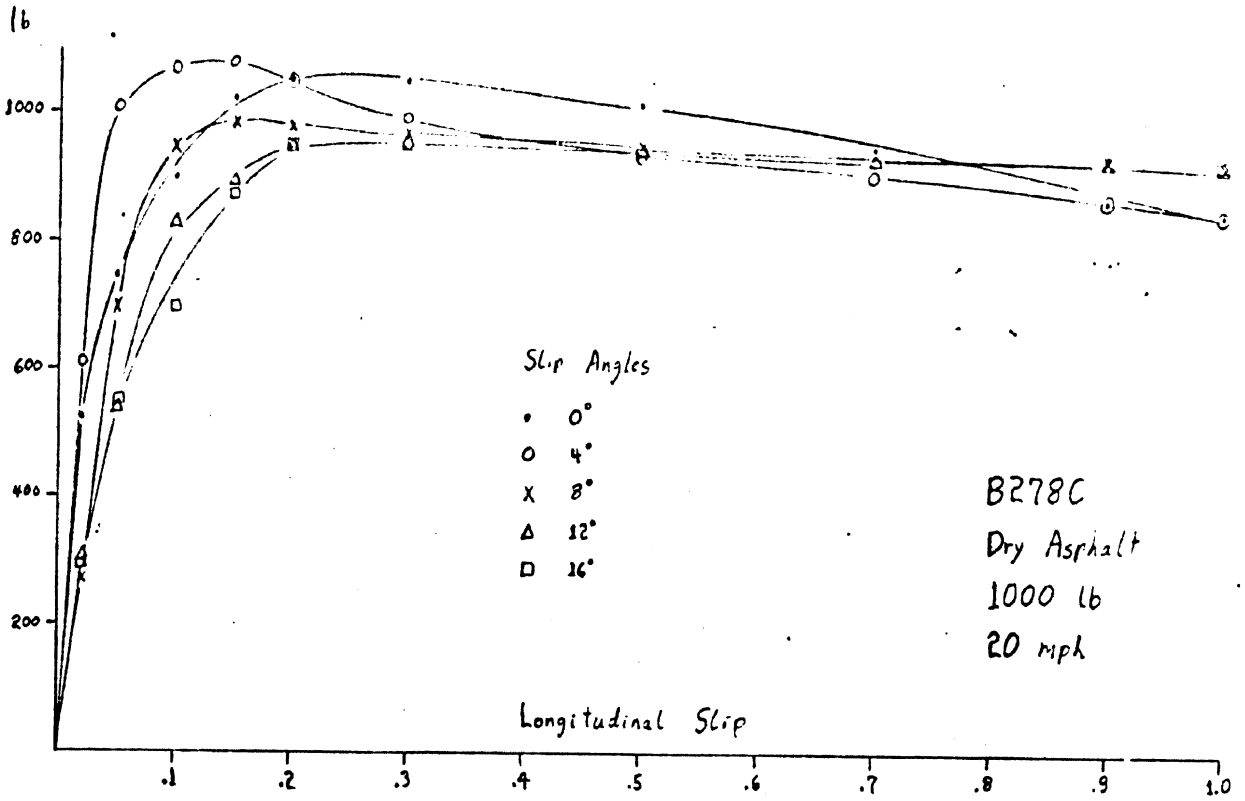 lb
1000
800
600
400
200
Slip Angles
0°
4°
8°
12°
16°
B278C
Dry Asphalt
1000 lb
20 mph
Longitudinal Slip
.1 .2 .3 .4 .5 .6 .7 .8 .9 1.0